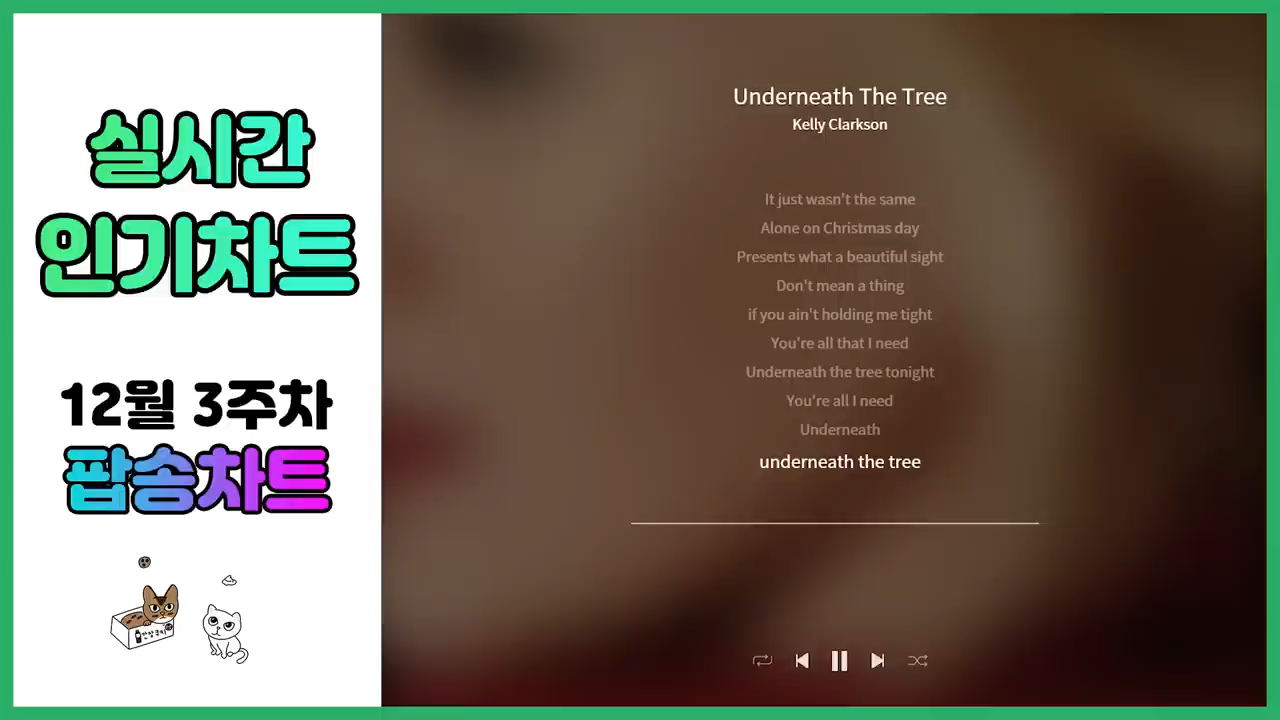 실시간
인기차트
12월 3주차
팝송차트
Underneath The Tree
Kelly Clarkson
It just wasn't the same
Alone on Christmas day
Presents what a beautiful sight
Don't mean a thing
if you ain't holding me tight
You're all that I need
Underneath the tree tonight
You're all I need
Underneath
underneath the tree